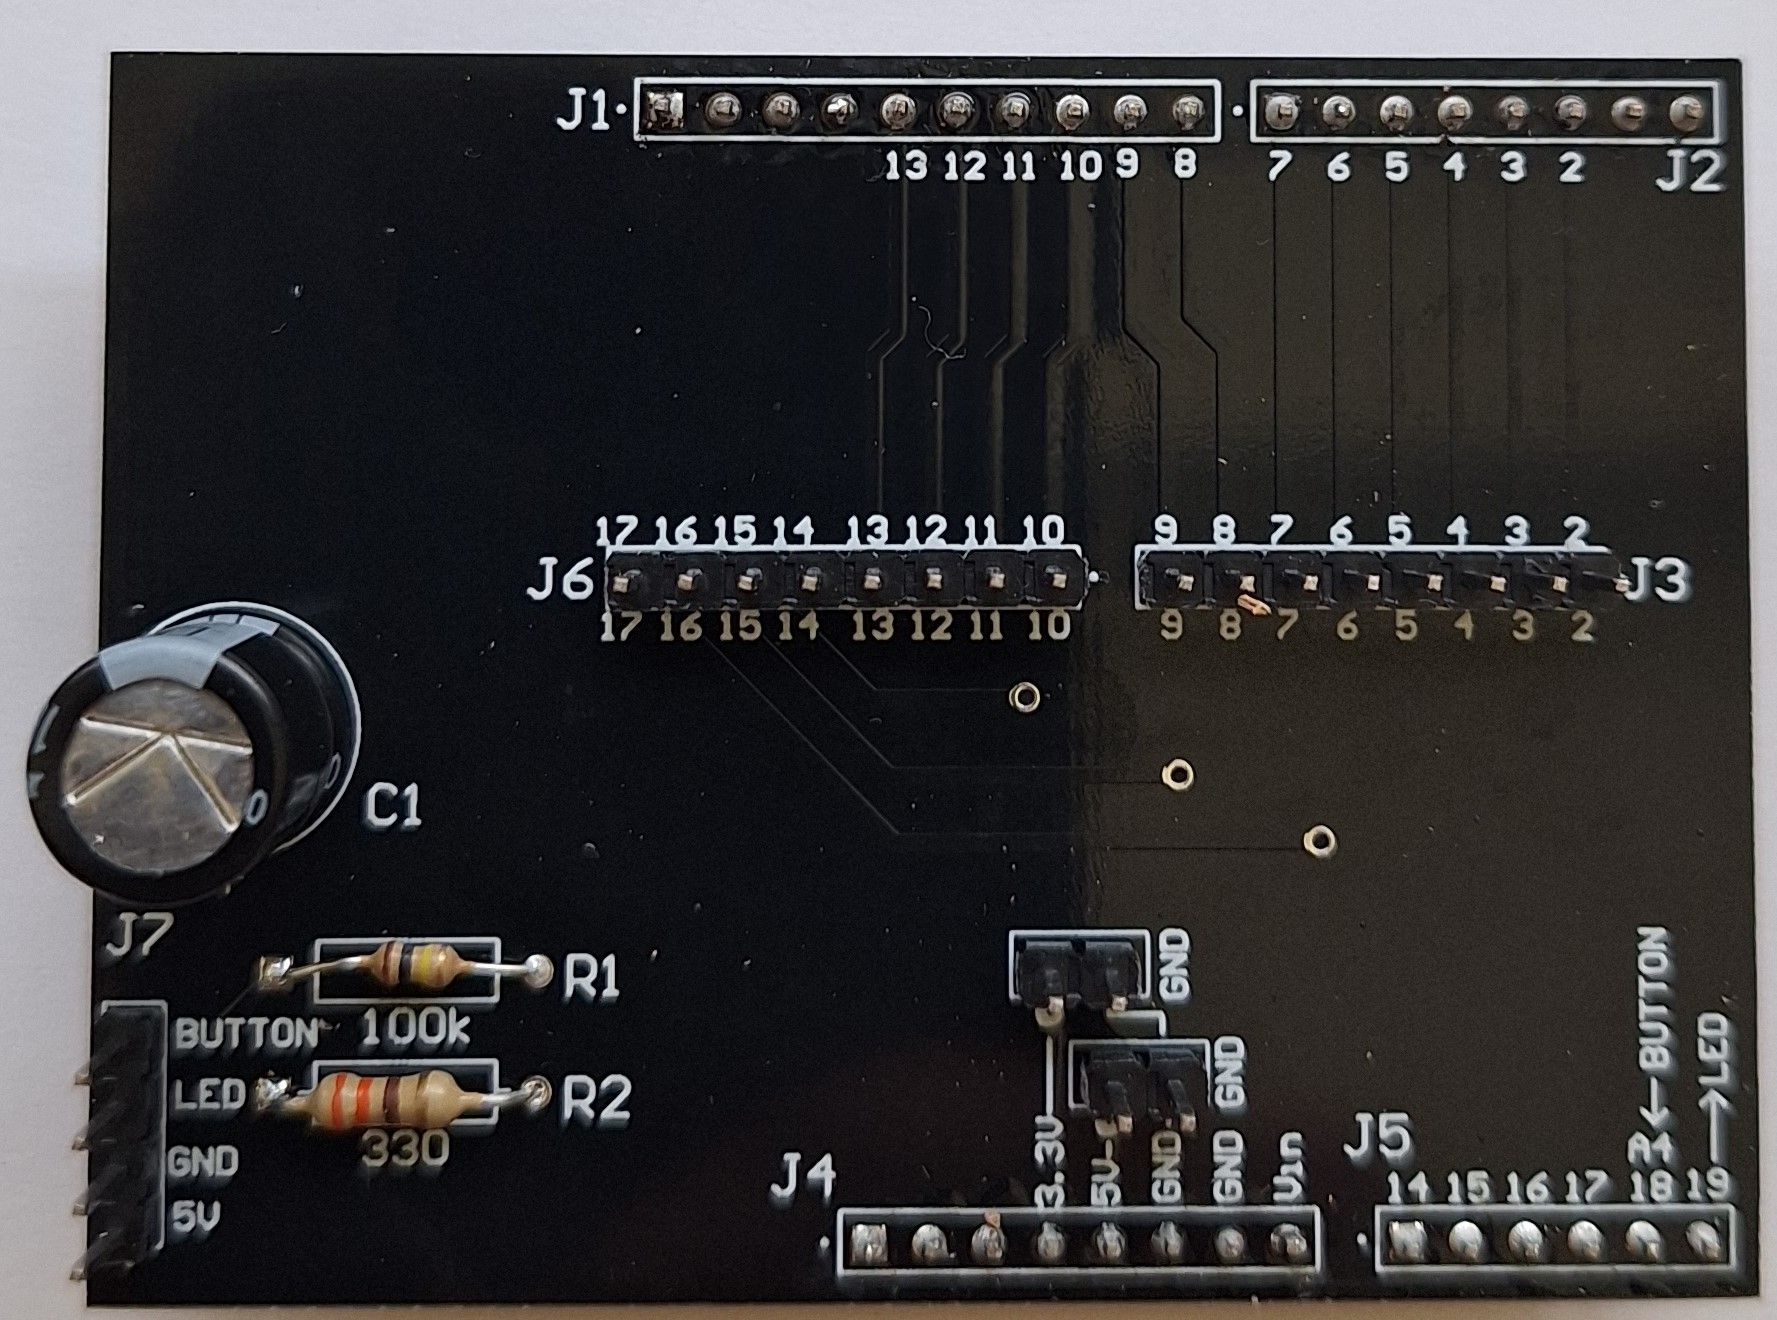 J1
13 12 11 10 9 8
7 6 5 4 3 2
J2
17 16 15 14 13 12 11 10
9 8 7 6 5 4 3 2
J6
J3
17 16 15 14 13 12 11 10
9 8 7 6 5 4 3 2
0
0
C1
J7
R1
BUTTON
100k
LED
R2
330
GND
5V
GND
GND
J4
3.3V
5V
GND
GND
Vin
J5
R4
BUTTON
LED
14 15 16 17 18 19